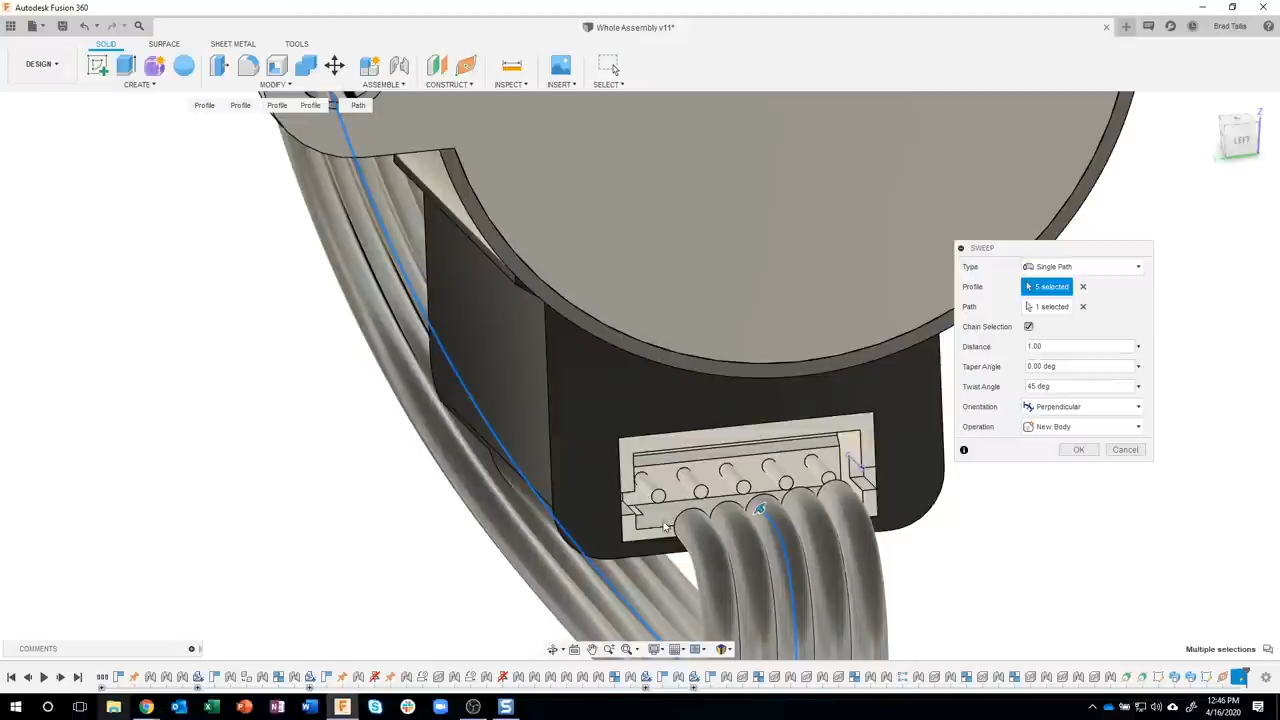 Autodesk Fusion 360
Whole Assembly v11*
Brad Tallis
SOLID
SURFACE
SHEET METAL
TOOLS
DESIGN
CREATE
MODIFY
ASSEMBLE
CONSTRUCT
INSPECT
INSERT
SELECT
Profile
Profile
Profile
Profile
Path
Z
LEFT
SWEEP
Type
Single Path
Profile
5 selected
Path
1 selected
Chain Selection
Distance
1.00
Taper Angle
0.00 deg
Twist Angle
45 deg
Orientation
Perpendicular
Operation
New Body
OK
Cancel
COMMENTS
Multiple selections
12:46 PM
4/16/2020